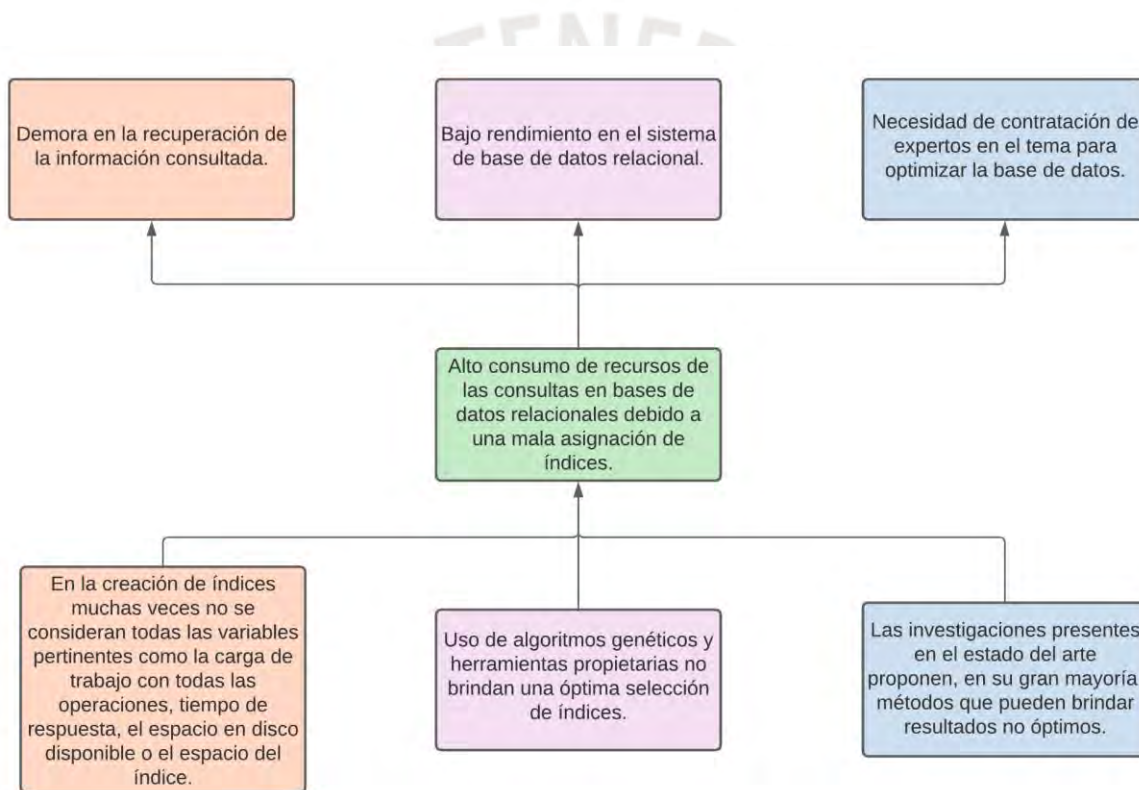 Demora en la recuperación de
la información consultada.
Bajo rendimiento en el sistema
de base de datos relacional.
Necesidad de contratación de
expertos en el tema para
optimizar la base de datos.
Alto consumo de recursos de
las consultas en bases de
datos relacionales debido a
una mala asignación de
índices.
En la creación de índices
muchas veces no se
consideran todas las variables
pertinentes como la carga de
trabajo con todas las
operaciones, tiempo de
respuesta, el espacio en disco
disponible o el espacio del
índice.
Uso de algoritmos genéticos y
herramientas propietarias no
brindan una óptima selección
de índices.
Las investigaciones presentes
en el estado del arte
proponen, en su gran mayoría,
métodos que pueden brindar
resultados no óptimos.